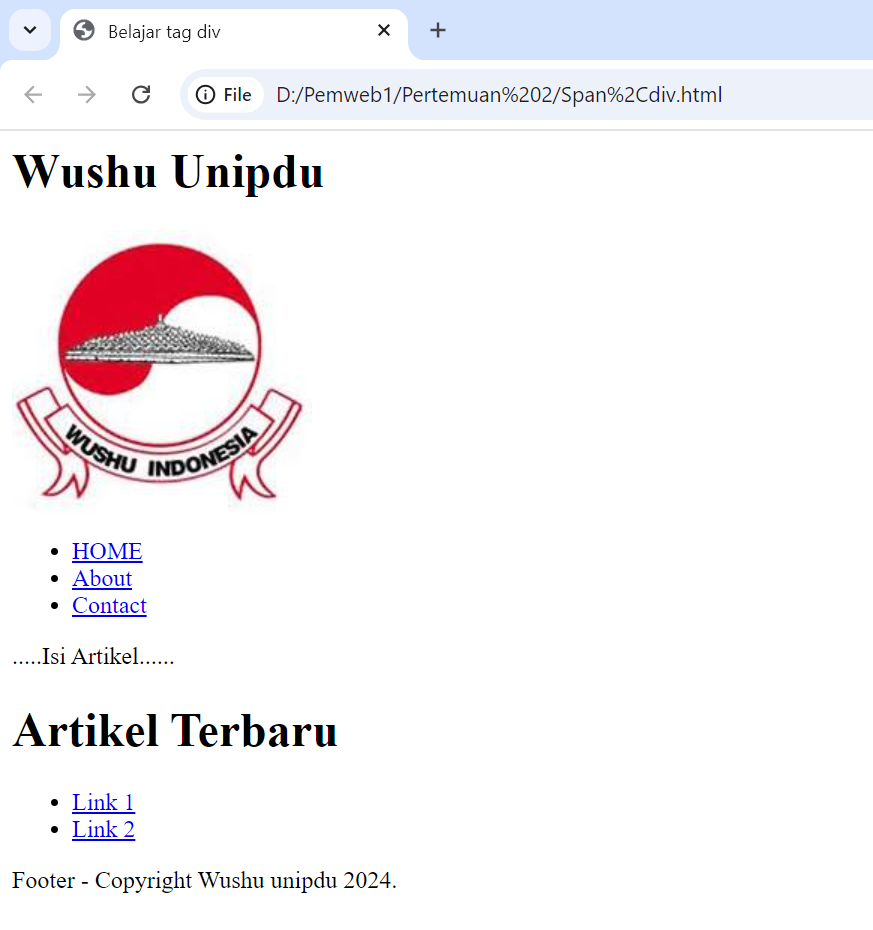 Belajar tag div
File
D:/Pemweb1/Pertemuan%202/Span%2Cdiv.html
Wushu Unipdu
WUSHU INDONESIA
HOME
About
Contact
.....Isi Artikel......
Artikel Terbaru
Link 1
Link 2
Footer - Copyright Wushu unipdu 2024.